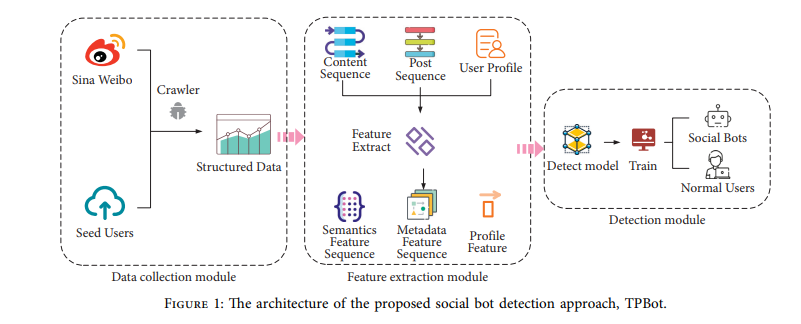 Sina Weibo
Crawler
Structured Data
Seed Users
Data collection module
Content
Sequence
Post
Sequence
User Profile
Feature
Extract
Semantics
Feature
Sequence
Metadata
Feature
Sequence
Profile
Feature
Feature extraction module
Detect model
Train
Social Bots
Normal Users
Detection module
FIGURE 1: The architecture of the proposed social bot detection approach, TPBot.